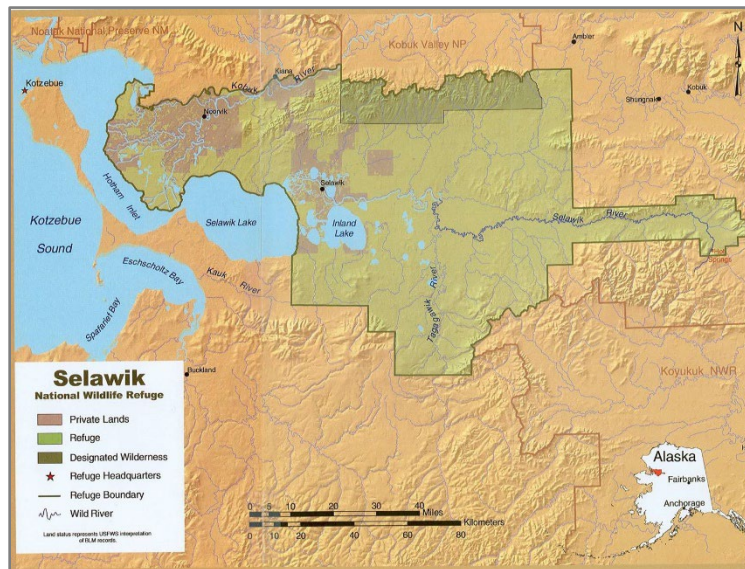 Noatak National Preserve NM
Kobuk Valley NP
N
Ambler
Kotzebue
Kiana
Kobuk River
Shungnak
Kobuk
Noorvik
Hotham Inlet
Selawik
Kotzebue
Sound
Selawik Lake
Inland
Lake
Selawik River
Springs
Eschscholtz Bay
Kauk River
Tagagawik River
Spafarief Bay
Buckland
Koyukuk NWR
Selawik
National Wildlife Refuge
Private Lands
Refuge
Designated Wilderness
Refuge Headquarters
Refuge Boundary
Wild River
Land status represents USFWS interpretation
of BLM records.
0 5 10 20 30 40
Miles
0 5 10 20 40 60 80
Kilometers
Alaska
Fairbanks
Anchorage